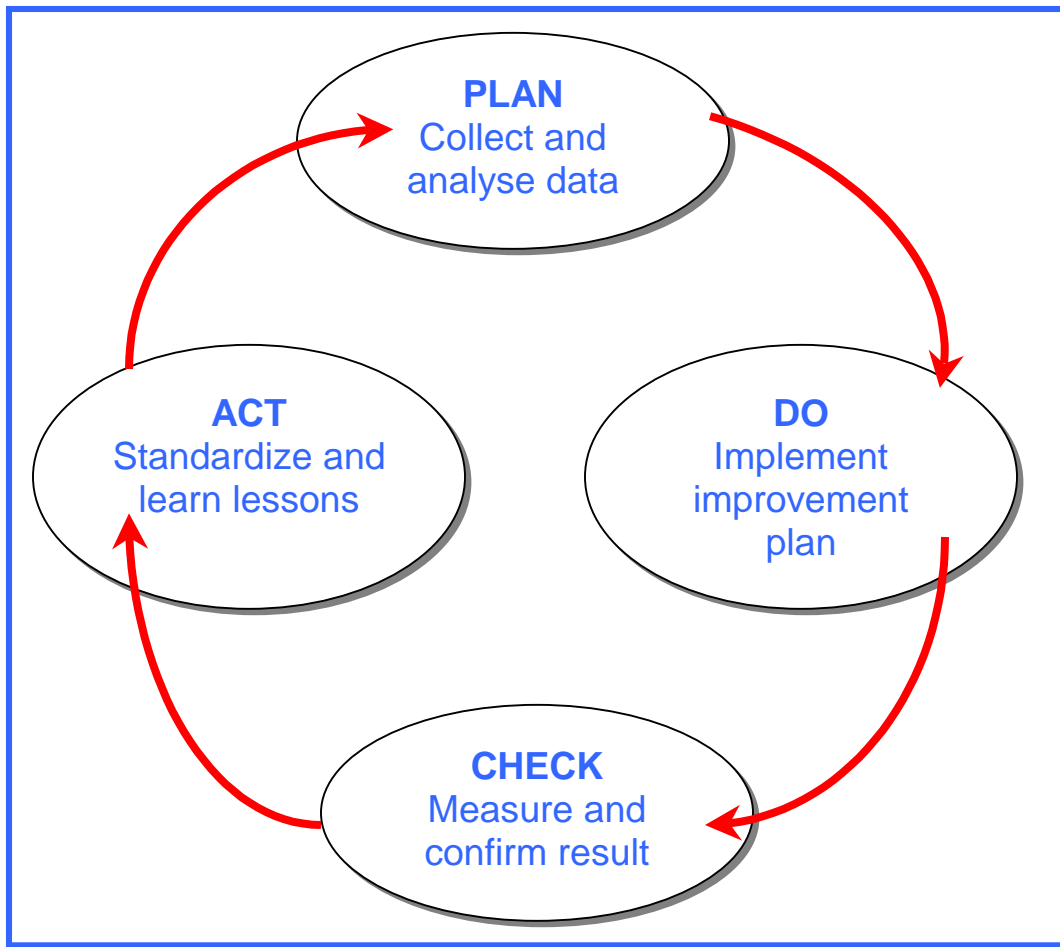 PLAN
Collect and
analyse data
ACT
Standardize and
learn lessons
DO
Implement
improvement
plan
CHECK
Measure and
confirm result